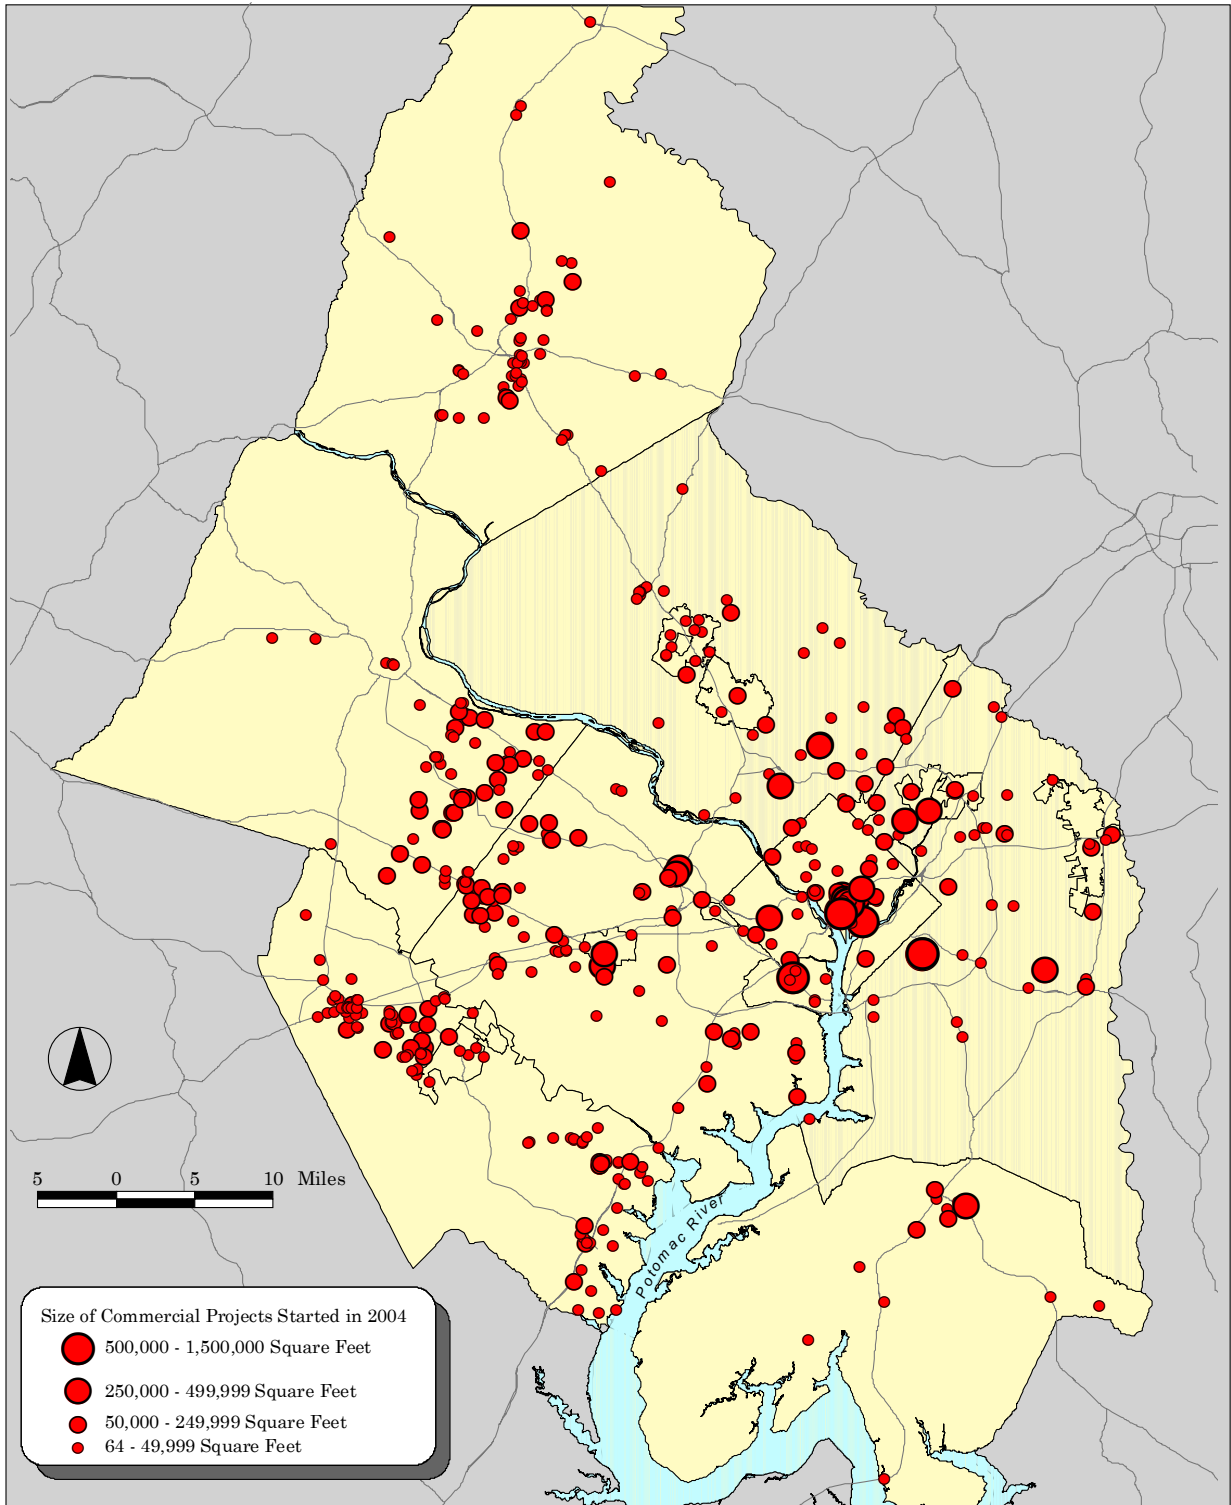 5 0 5 10 Miles
Potomac River
Size of Commercial Projects Started in 2004
500,000 - 1,500,000 Square Feet
250,000 - 499,999 Square Feet
50,000 - 249,999 Square Feet
64 - 49,999 Square Feet